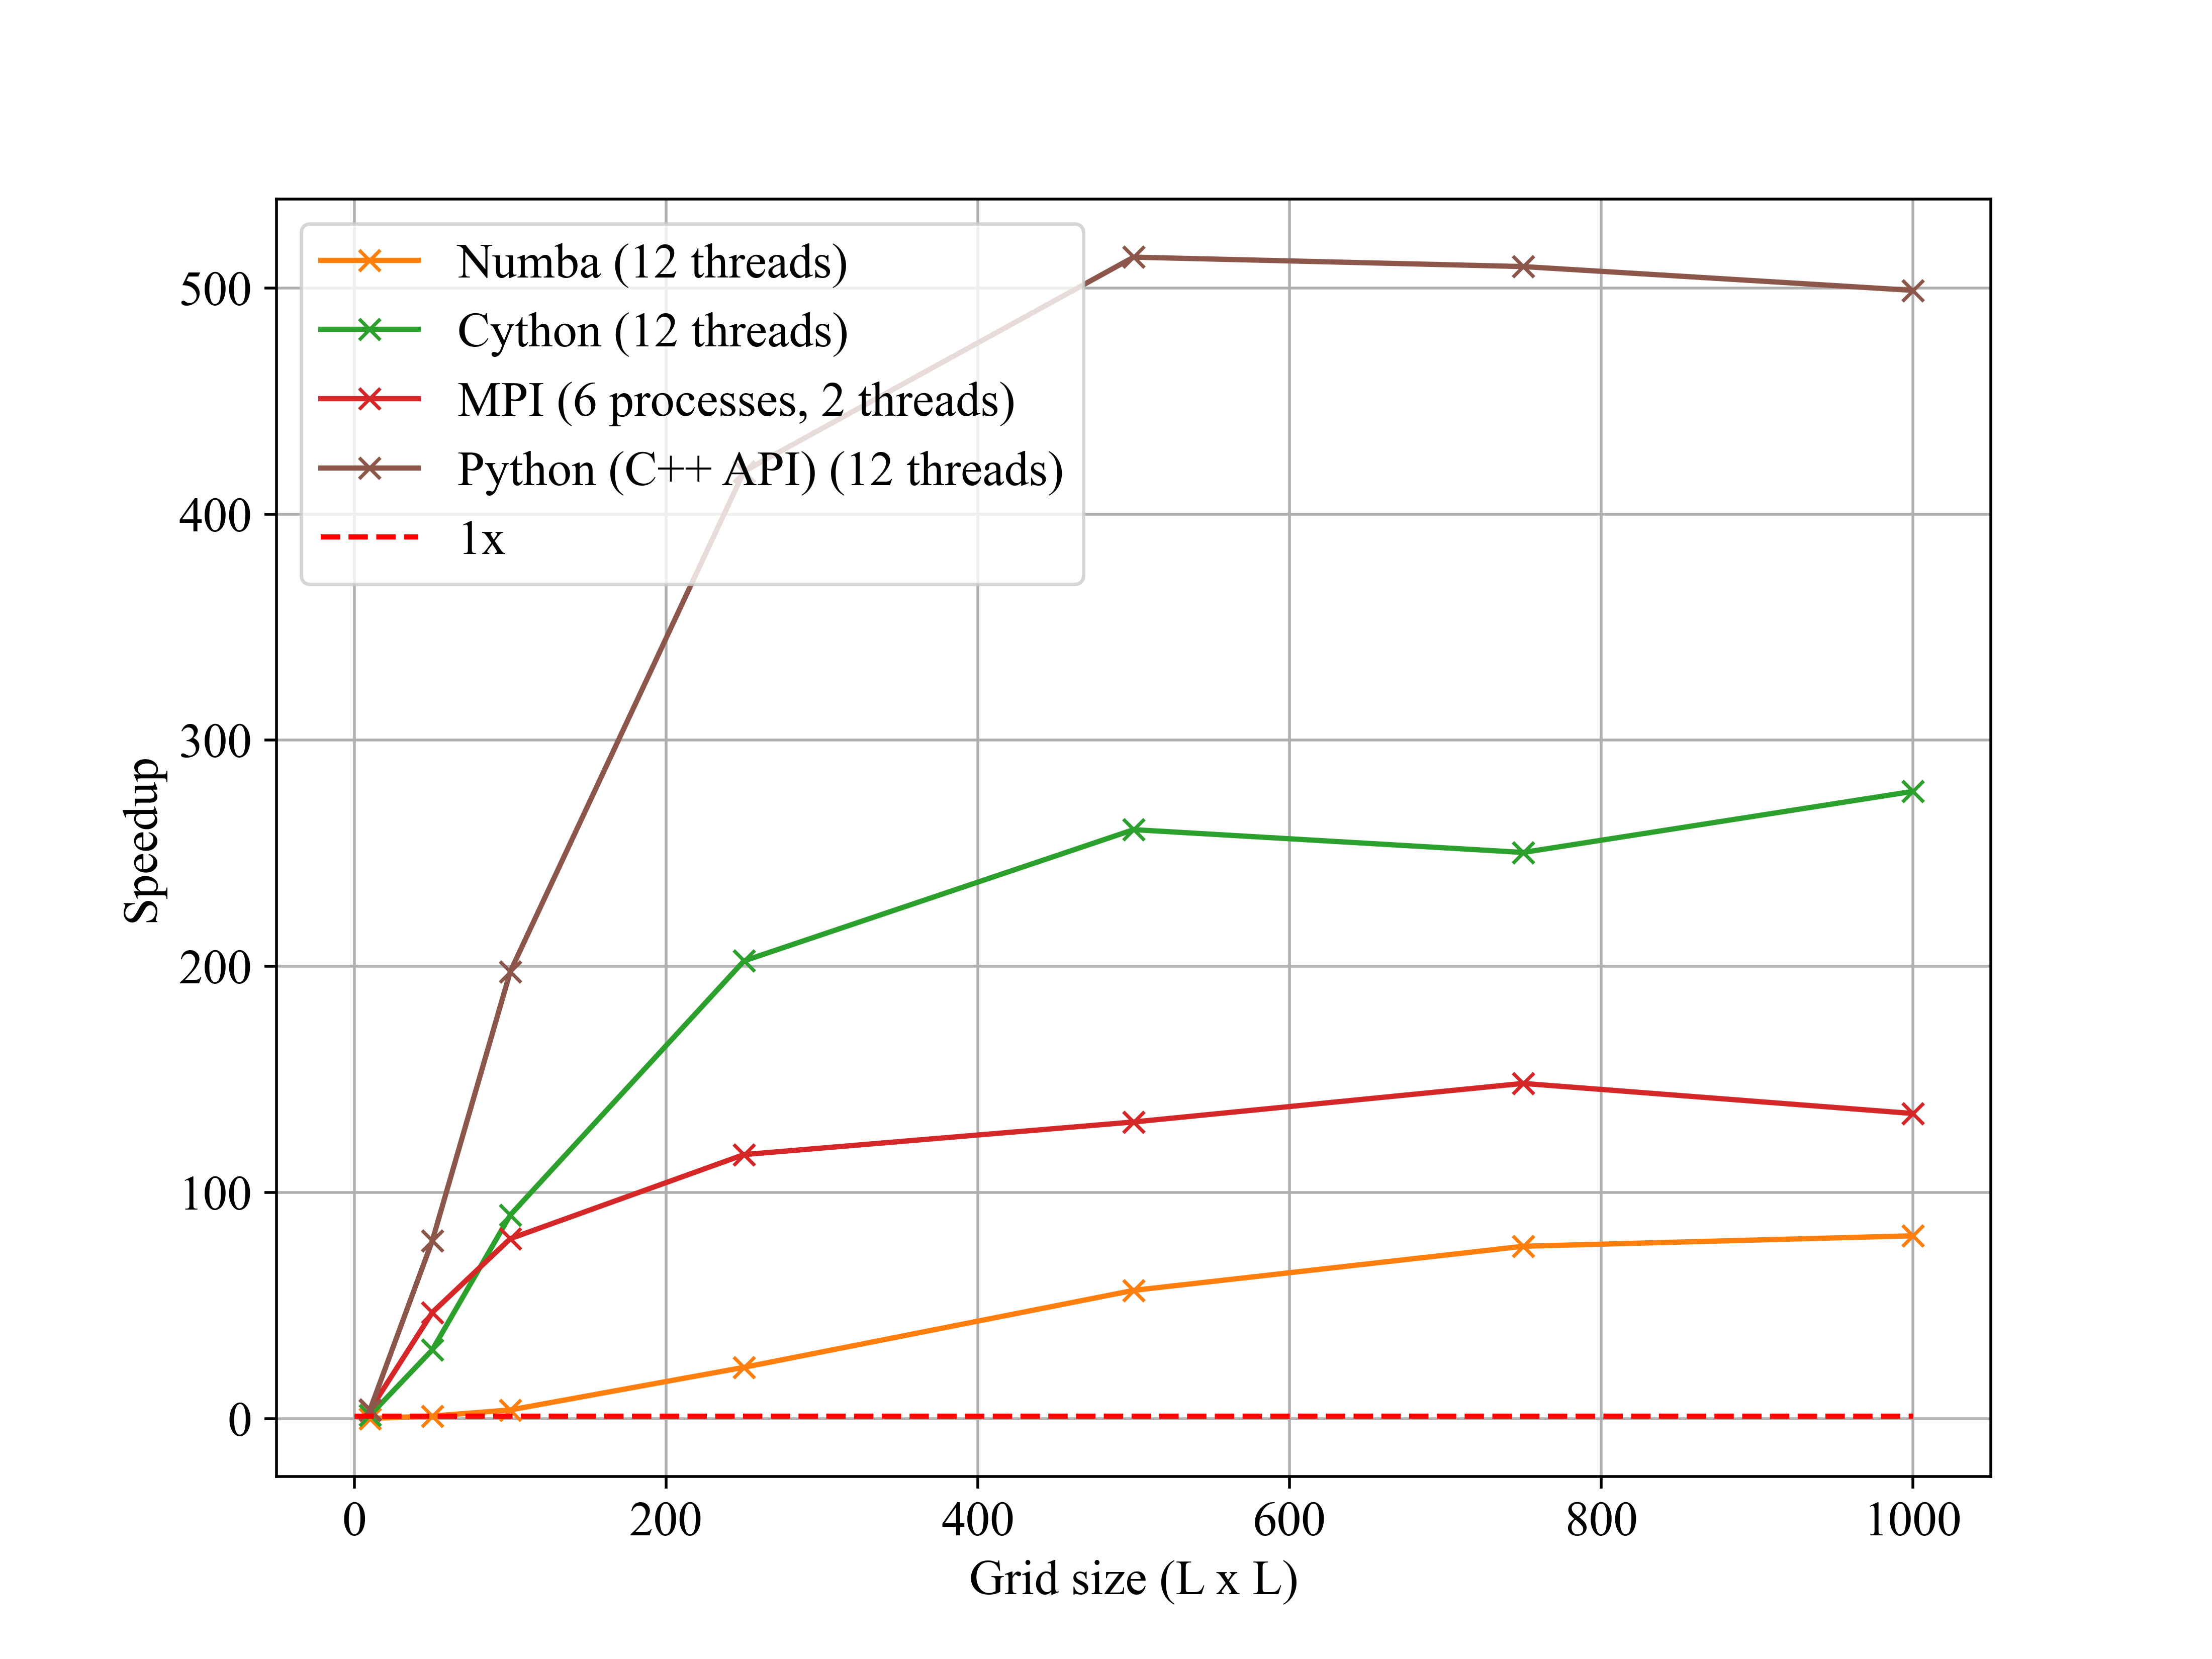 Numba (12 threads)
Cython (12 threads)
MPI (6 processes, 2 threads)
Python (C++ API) (12 threads)
1x
500
400
300
200
100
0
Speedup
0 200 400 600 800 1000
Grid size (L x L)